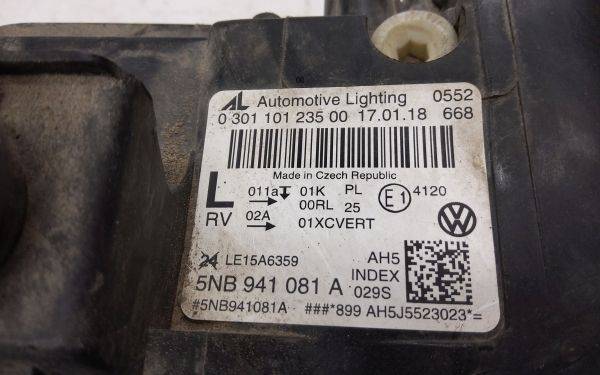 AL Automotive Lighting 0552
0 301 101 235 00 17.01.18 668
Made in Czech Republic
L 011a 01K PL E1 4120
00RL 25
RV 02A 01XCVERT
24 LE15A6359 AH5
5NB 941 081 A INDEX
029S
#5NB941081A ###*899 AH5J5523023*=